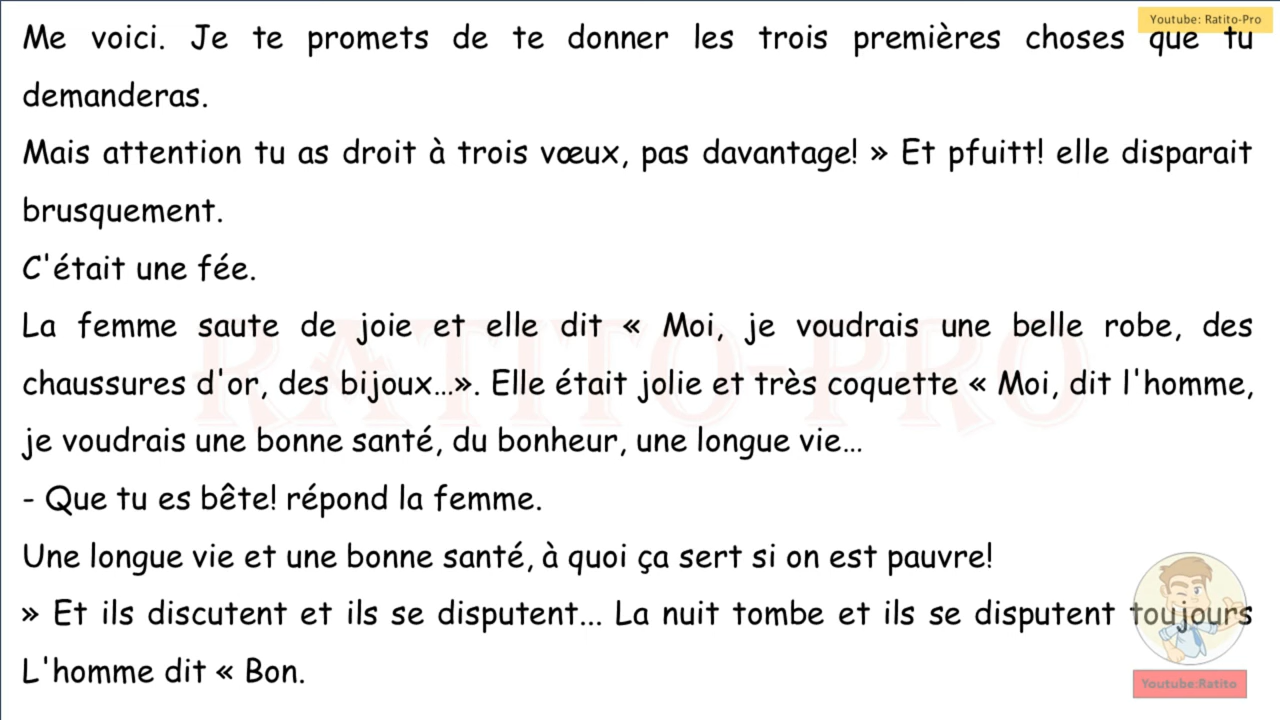 Youtube: Ratito-Pro
Me voici. Je te promets de te donner les trois premières choses que tu
demanderas.
Mais attention tu as droit à trois vœux, pas davantage! » Et pfuitt! elle disparait
brusquement.
C'était une fée.
La femme saute de joie et elle dit « Moi, je voudrais une belle robe, des
chaussures d'or, des bijoux…». Elle était jolie et très coquette « Moi, dit l'homme,
je voudrais une bonne santé, du bonheur, une longue vie…
- Que tu es bête! répond la femme.
Une longue vie et une bonne santé, à quoi ça sert si on est pauvre!
» Et ils discutent et ils se disputent... La nuit tombe et ils se disputent toujours
L'homme dit « Bon.
RATITO-PRO
Youtube:Ratito